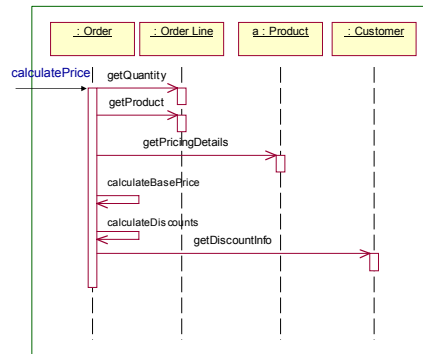 : Order
: Order Line
a : Product
: Customer
calculatePrice
getQuantity
getProduct
getPricingDetails
calculateBasePrice
calculateDiscounts
getDiscountInfo